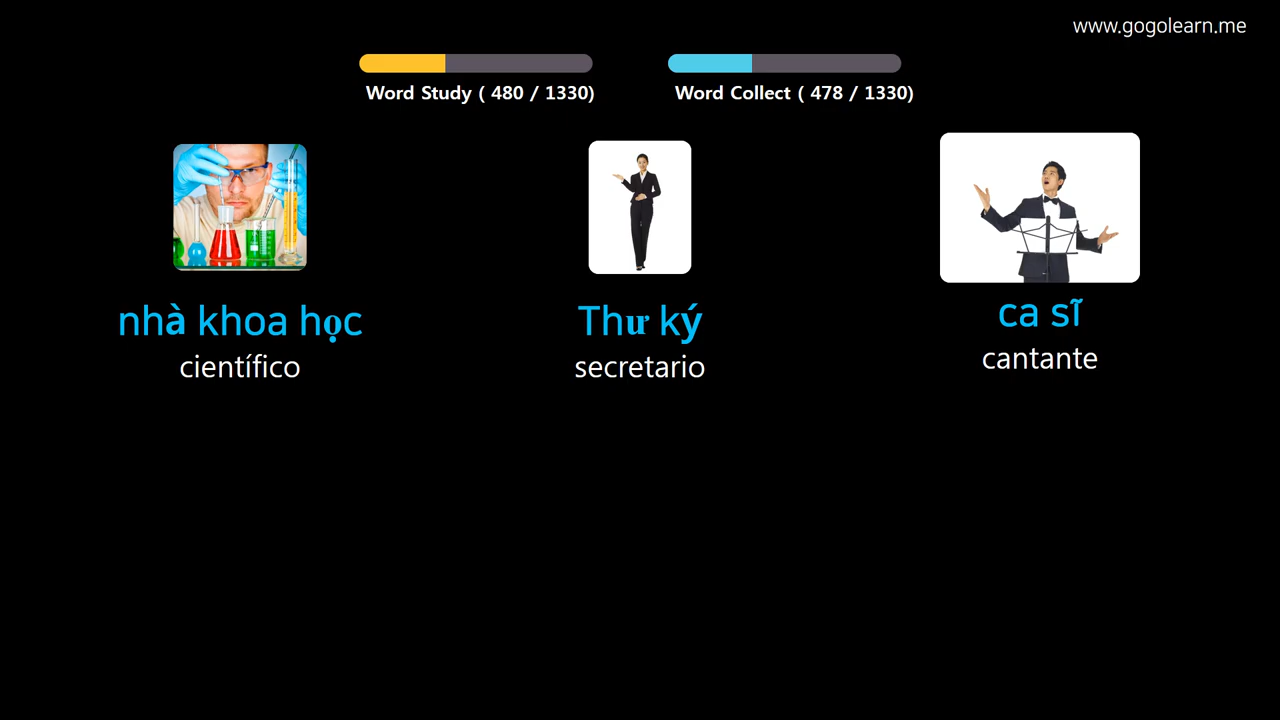 www.gogolearn.me
Word Study ( 480 / 1330)
Word Collect ( 478 / 1330)
nhà khoa học
científico
Thư ký
secretario
ca sĩ
cantante